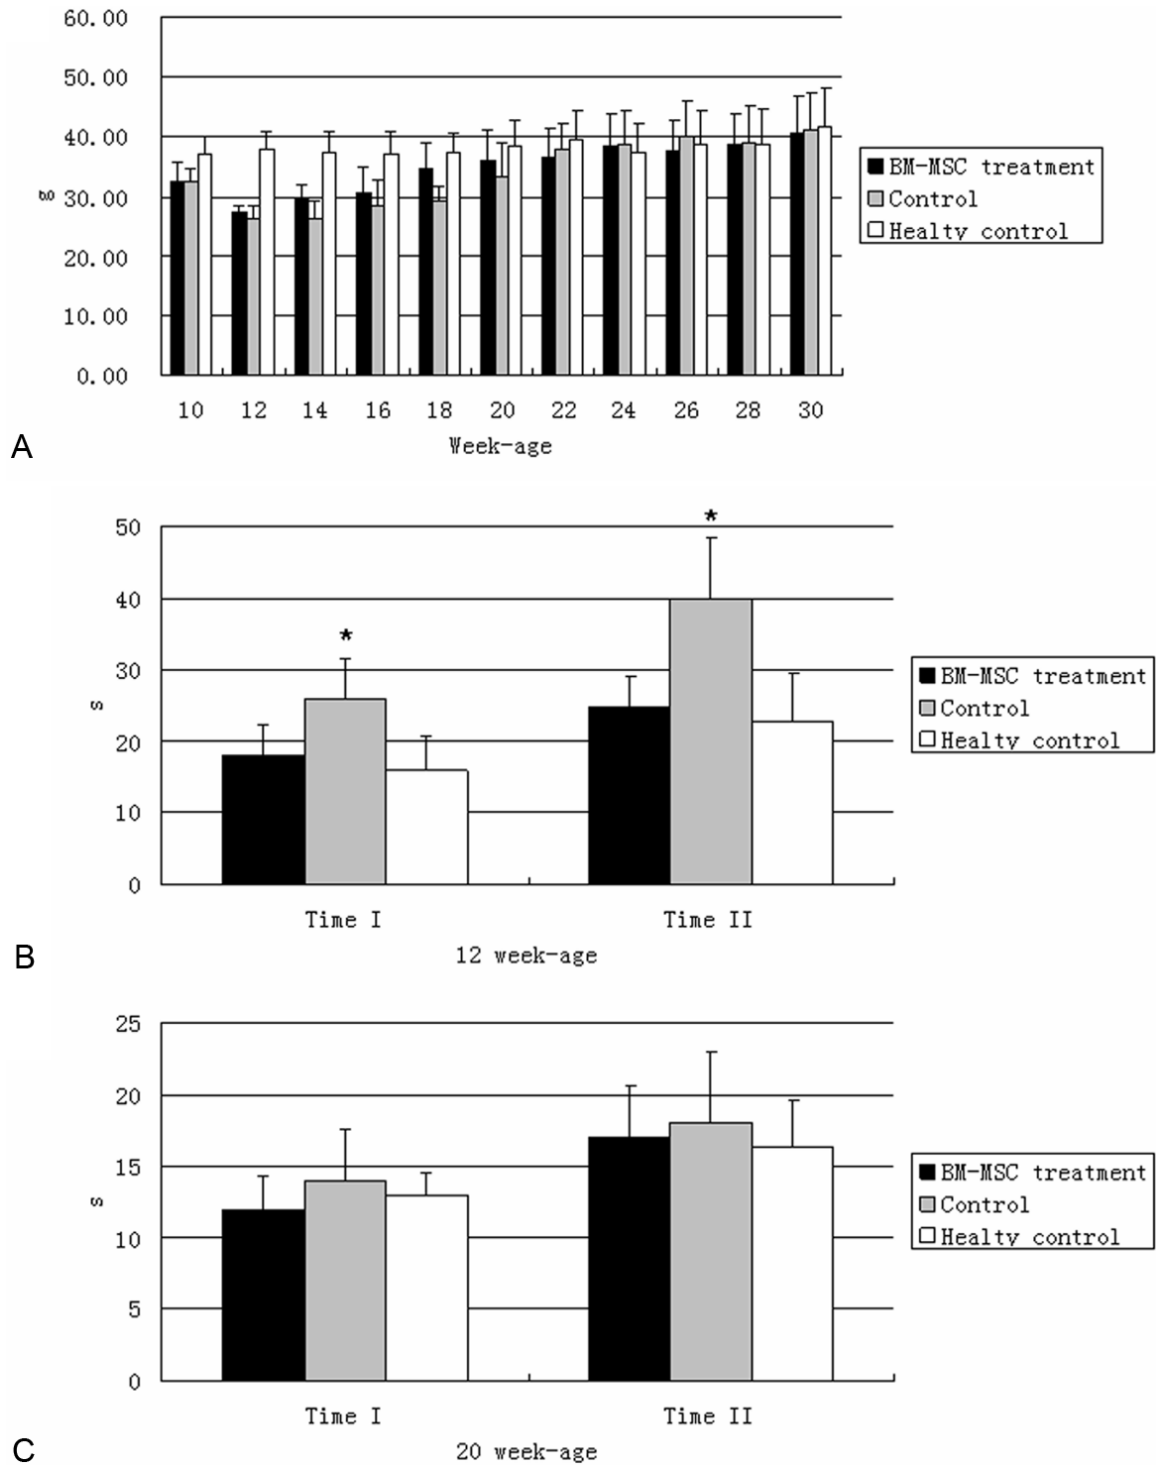 60.00
50.00
40.00
30.00
20.00
10.00
0.00
g
10 12 14 16 18 20 22 24 26 28 30
Week-age
BM-MSC treatment
Control
Healty control
A
50
40
30
20
10
0
s
*
*
Time I Time II
12 week-age
BM-MSC treatment
Control
Healty control
B
25
20
15
10
5
0
s
Time I Time II
20 week-age
BM-MSC treatment
Control
Healty control
C